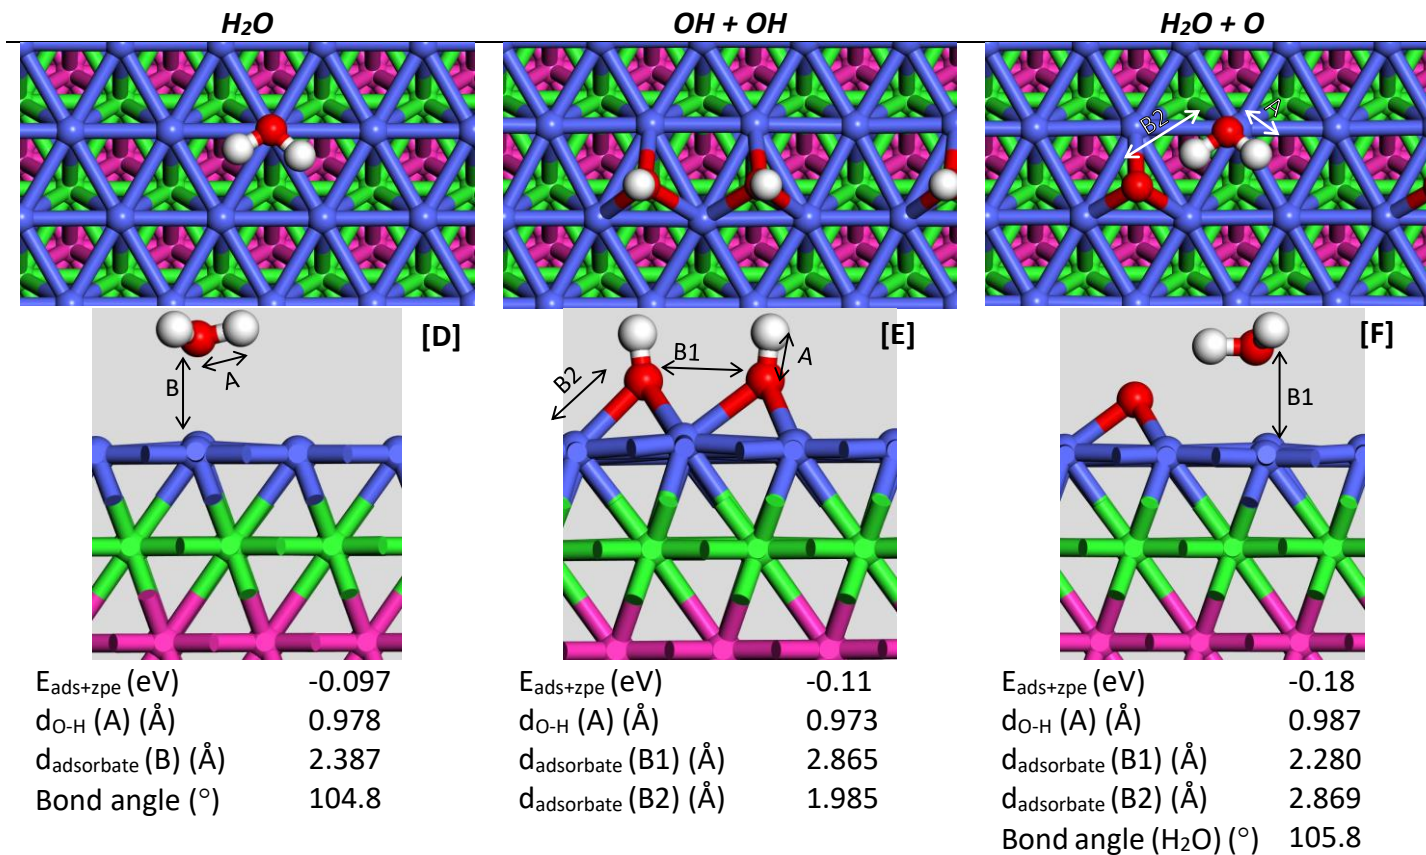 H₂O OH + OH H₂O + O
B2 A
[D] [E] [F]
B A
B2 B1 A
B1
Eads+zpe (eV) -0.097
dO-H (A) (Å) 0.978
dadsorbate (B) (Å) 2.387
Bond angle (°) 104.8
Eads+zpe (eV) -0.11
dO-H (A) (Å) 0.973
dadsorbate (B1) (Å) 2.865
dadsorbate (B2) (Å) 1.985
Eads+zpe (eV) -0.18
dO-H (A) (Å) 0.987
dadsorbate (B1) (Å) 2.280
dadsorbate (B2) (Å) 2.869
Bond angle (H₂O) (°) 105.8